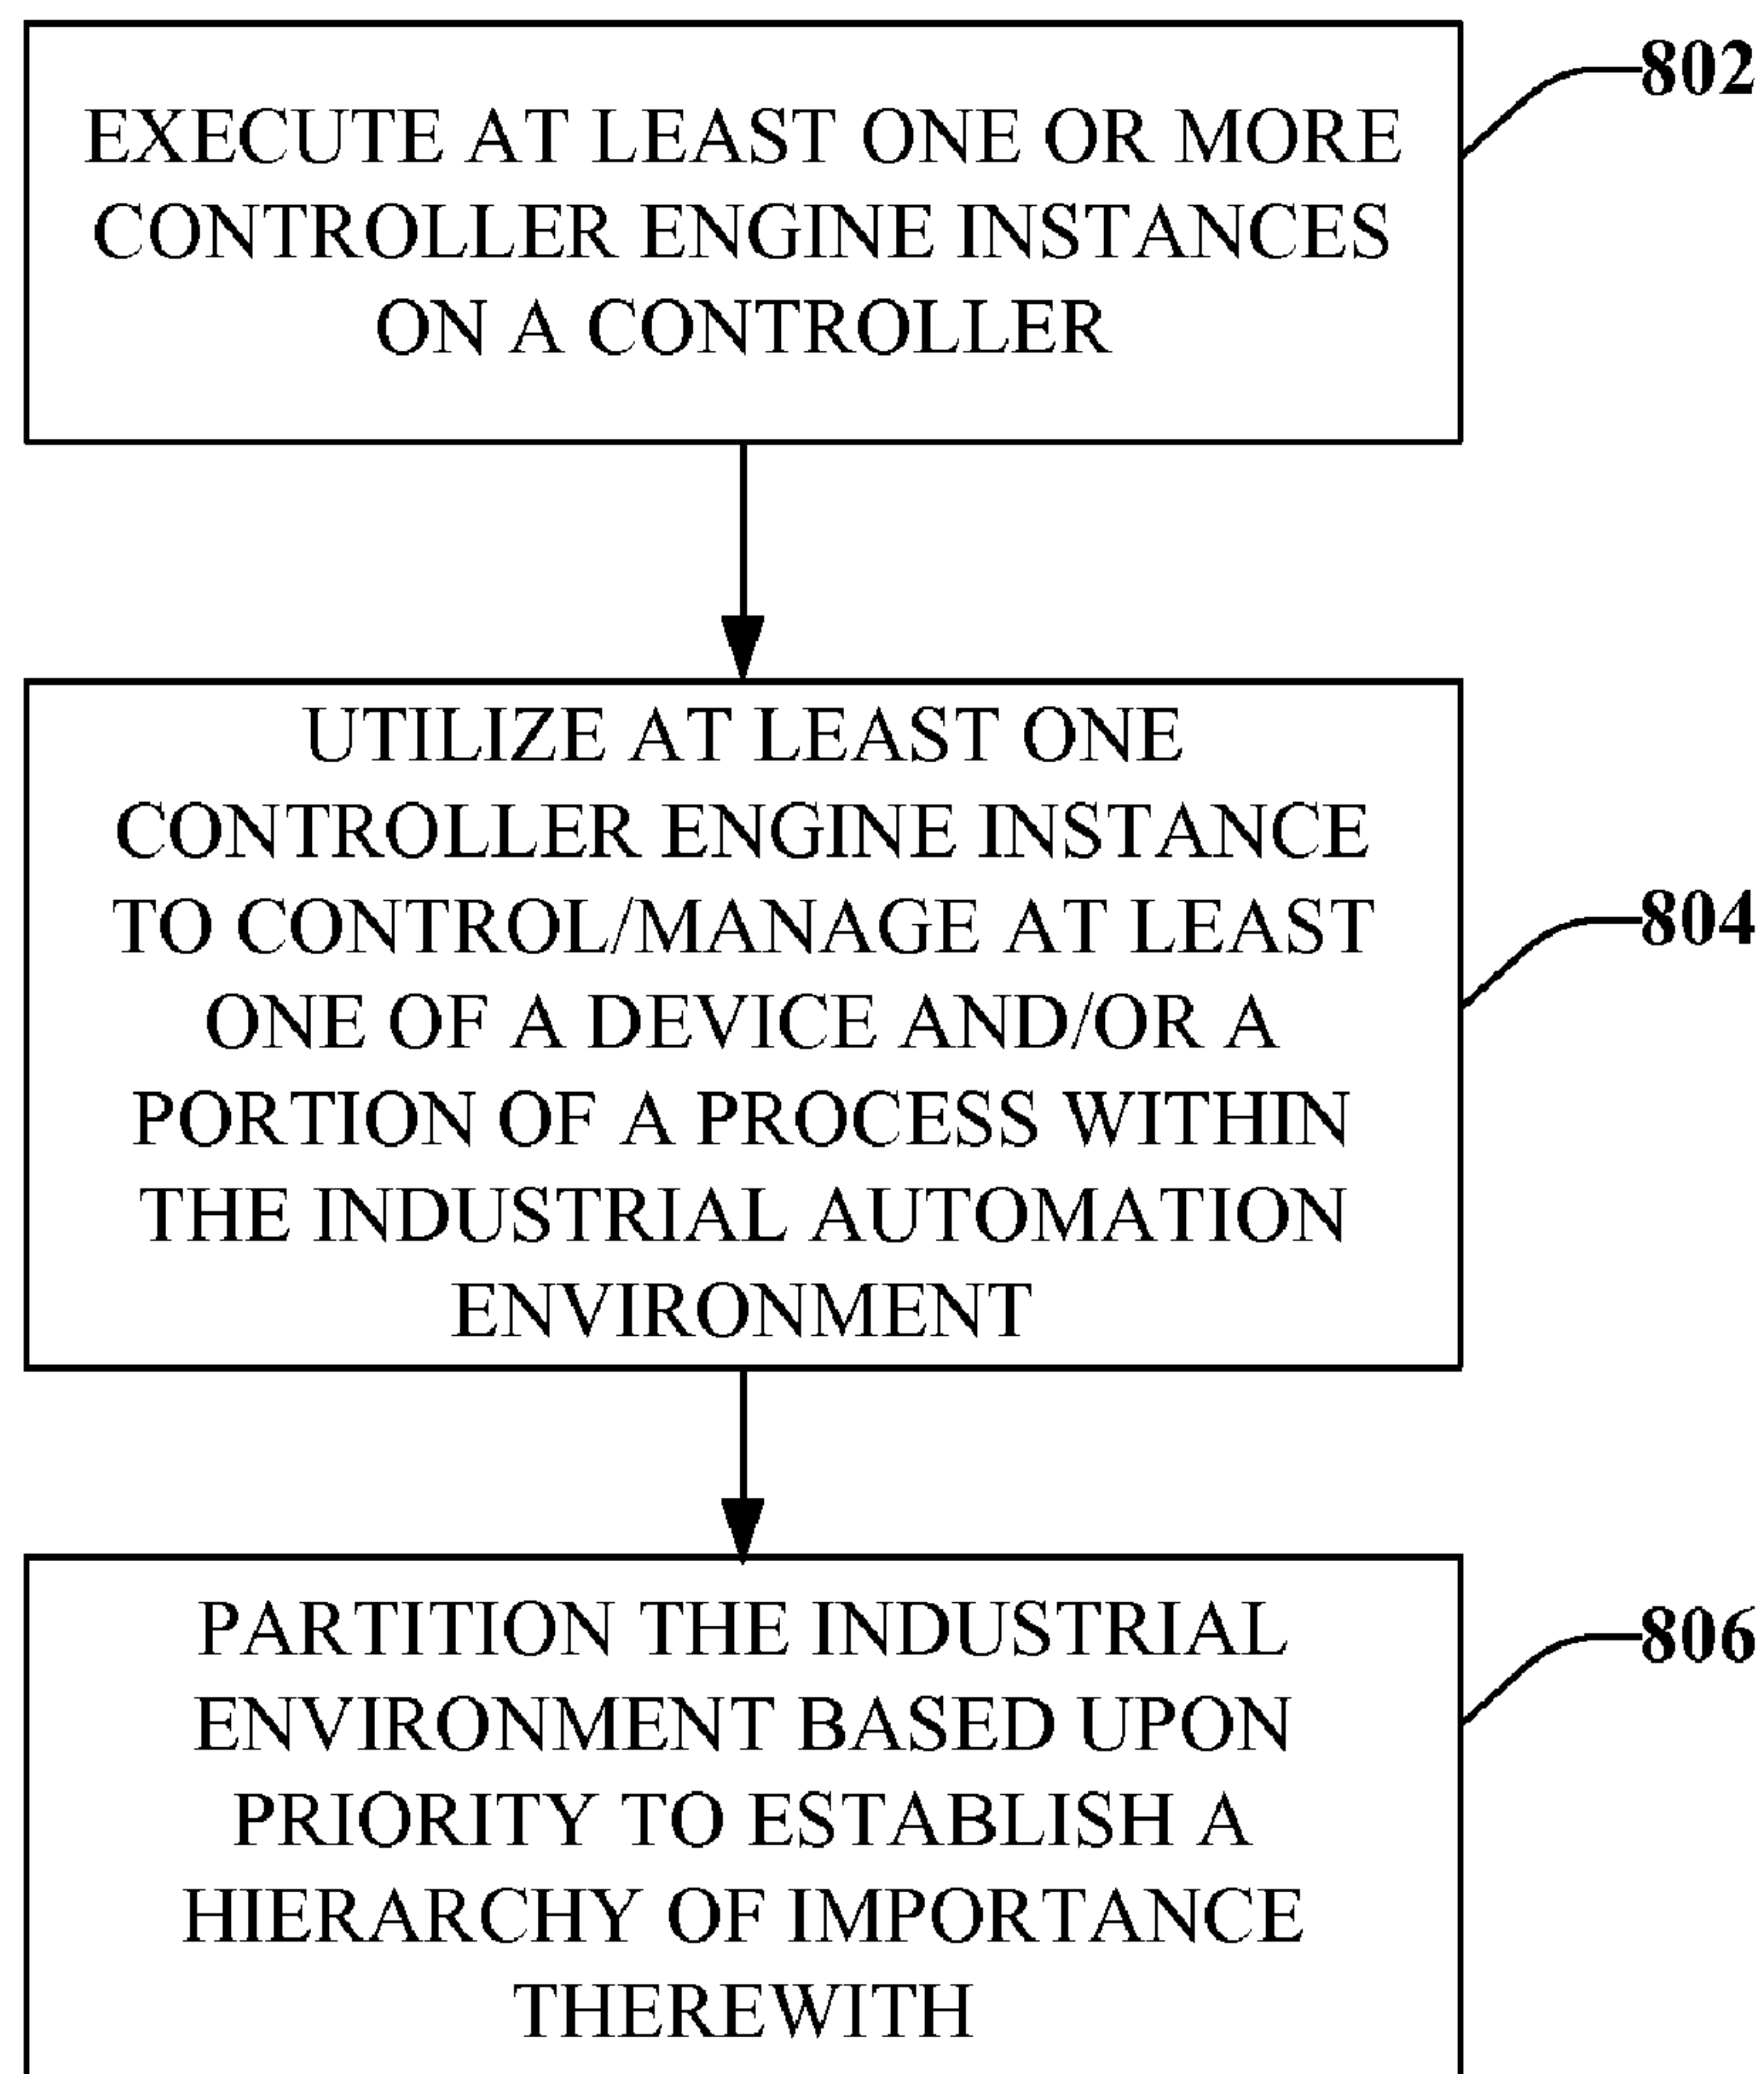 EXECUTE AT LEAST ONE OR MORE
CONTROLLER ENGINE INSTANCES
ON A CONTROLLER
802
UTILIZE AT LEAST ONE
CONTROLLER ENGINE INSTANCE
TO CONTROL/MANAGE AT LEAST
ONE OF A DEVICE AND/OR A
PORTION OF A PROCESS WITHIN
THE INDUSTRIAL AUTOMATION
ENVIRONMENT
804
PARTITION THE INDUSTRIAL
ENVIRONMENT BASED UPON
PRIORITY TO ESTABLISH A
HIERARCHY OF IMPORTANCE
THEREWITH
806